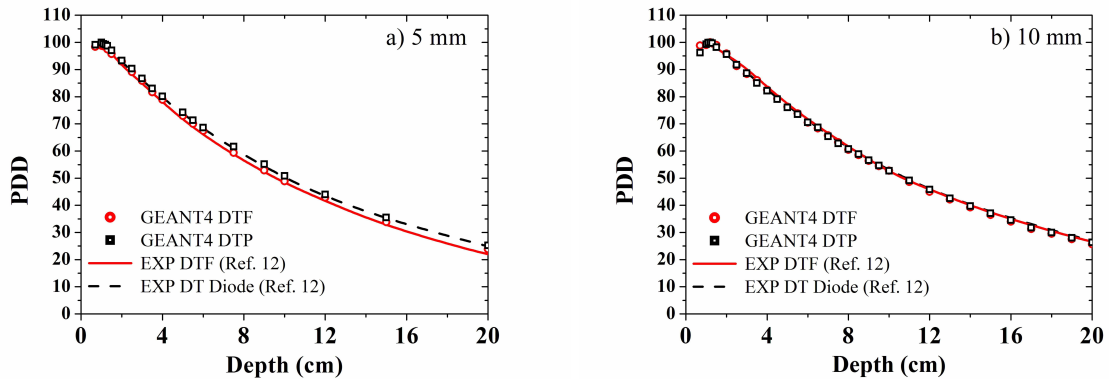 110
100
90
80
70
60
50
40
30
20
10
0
PDD
a) 5 mm
GEANT4 DTF
GEANT4 DTP
EXP DTF (Ref. 12)
EXP DT Diode (Ref. 12)
0 4 8 12 16 20
Depth (cm)
110
100
90
80
70
60
50
40
30
20
10
0
PDD
b) 10 mm
GEANT4 DTF
GEANT4 DTP
EXP DTF (Ref. 12)
EXP DT Diode (Ref. 12)
0 4 8 12 16 20
Depth (cm)